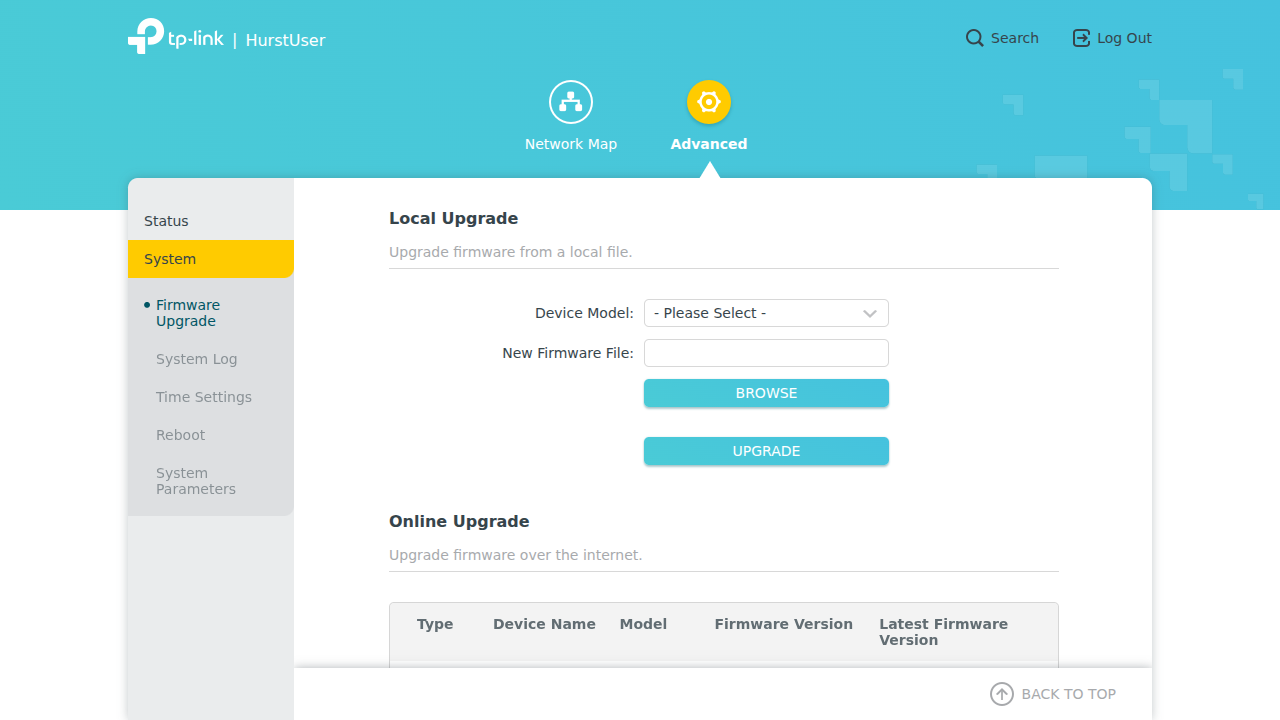 tp-link | HurstUser
Search
Log Out
Network Map
Advanced
Status
System
Firmware
Upgrade
System Log
Time Settings
Reboot
System
Parameters
Local Upgrade
Upgrade firmware from a local file.
Device Model: - Please Select -
New Firmware File:
BROWSE
UPGRADE
Online Upgrade
Upgrade firmware over the internet.
Type Device Name Model Firmware Version Latest Firmware
Version
BACK TO TOP